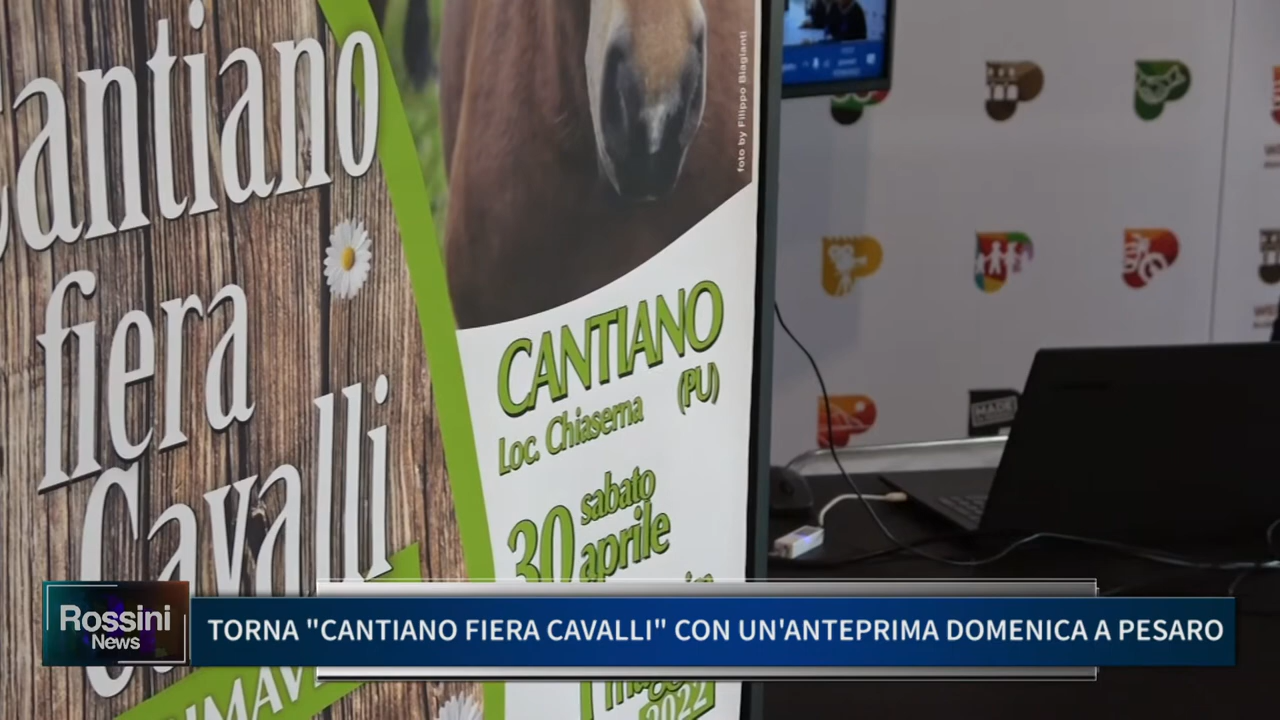 Cantiano
fiera
Cavalli
foto by Filippo Biagianti
CANTIANO
(PU)
Loc. Chiaserna
30 sabato
aprile
2022
MADE
Rossini
News
TORNA "CANTIANO FIERA CAVALLI" CON UN'ANTEPRIMA DOMENICA A PESARO